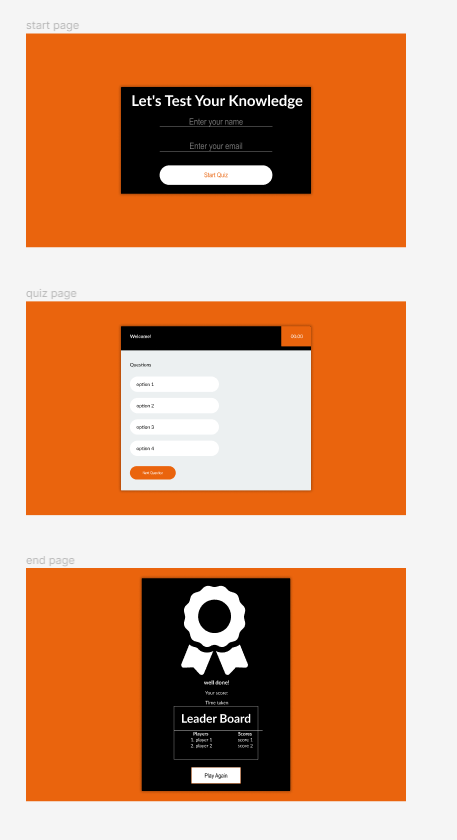 start page
Let's Test Your Knowledge
Enter your name
Enter your email
Start Quiz
quiz page
Welcome!
00.00
Questions
option 1
option 2
option 3
option 4
Next Question
end page
well done!
Your score
Time taken
Leader Board
Players Scores
1. player 1 score 1
2. player 2 score 2
Play Again